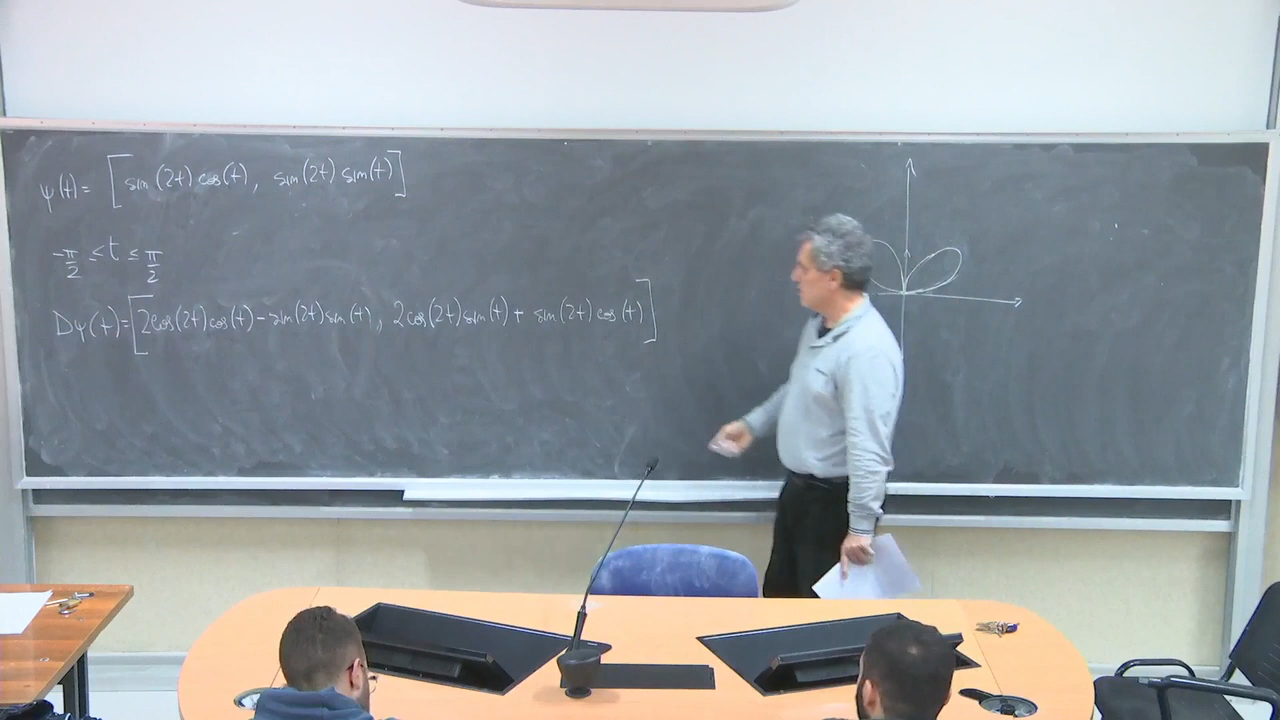 ψ(t) = [sin(2t) cos(t), sin(2t) sin(t)]
-π/2 ≤ t ≤ π/2
Dψ(t) = [2cos(2t)cos(t) - sin(2t) sin(t), 2cos(2t) sin(t) + sin(2t) cos(t)]